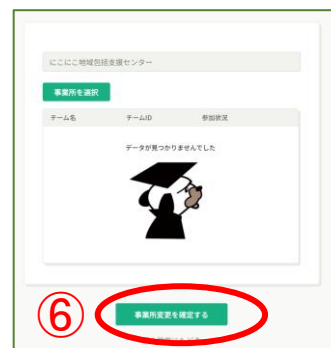 にこにこ地域包括支援センター
事業所を選択
チーム名 チームID 参加状況
データが見つかりませんでした
⑥ 事業所変更を確定する